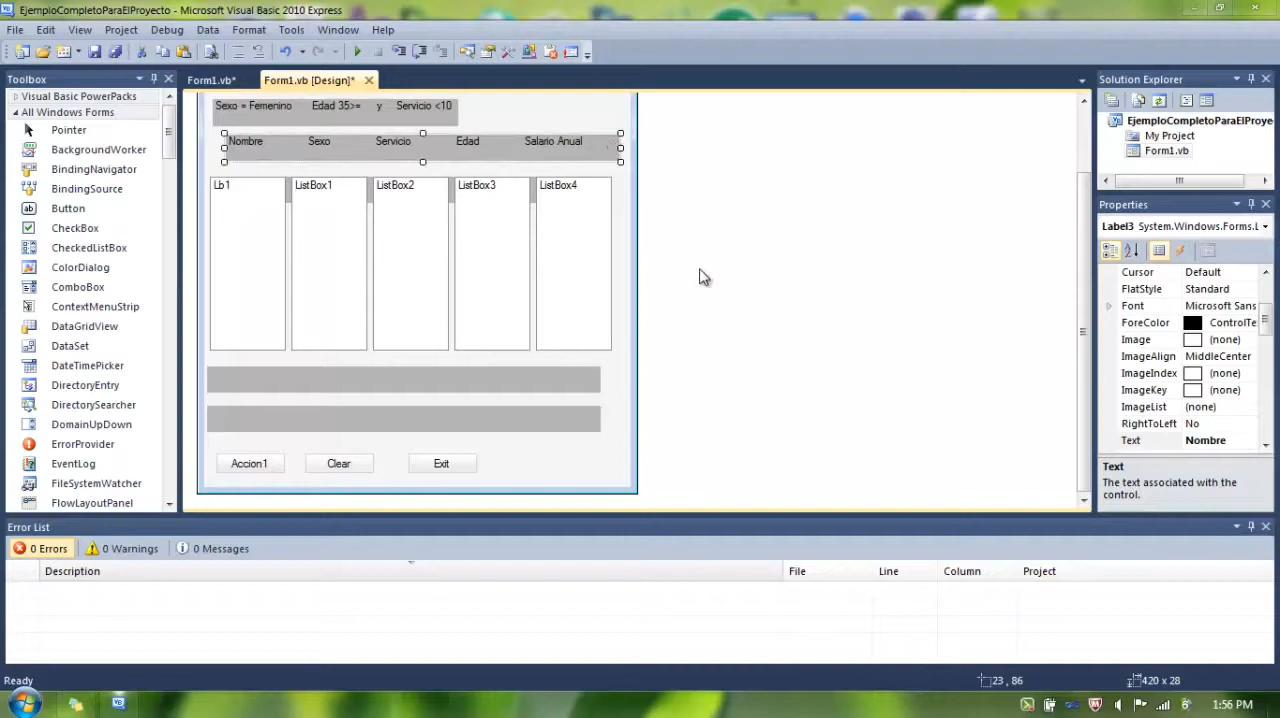 EjemploCompletoParaElProyecto - Microsoft Visual Basic 2010 Express
File Edit View Project Debug Data Format Tools Window Help
Toolbox
Form1.vb* Form1.vb [Design]*
Solution Explorer
Visual Basic PowerPacks
All Windows Forms
Pointer
BackgroundWorker
BindingNavigator
BindingSource
Button
CheckBox
CheckedListBox
ColorDialog
ComboBox
ContextMenuStrip
DataGridView
DataSet
DateTimePicker
DirectoryEntry
DirectorySearcher
DomainUpDown
ErrorProvider
EventLog
FileSystemWatcher
FlowLayoutPanel
Sexo = Femenino Edad 35>= y Servicio <10
Nombre Sexo Servicio Edad Salario Anual
Lb1 ListBox1 ListBox2 ListBox3 ListBox4
Accion1 Clear Exit
EjemploCompletoParaElProye
My Project
Form1.vb
Properties
Label3 System.Windows.Forms.L
Cursor Default
FlatStyle Standard
Font Microsoft Sans
ForeColor ControlTe
Image (none)
ImageAlign MiddleCenter
ImageIndex (none)
ImageKey (none)
ImageList (none)
RightToLeft No
Text Nombre
Text
The text associated with the
control.
Error List
0 Errors 0 Warnings 0 Messages
Description File Line Column Project
Ready 23 , 86 420 x 28
1:56 PM